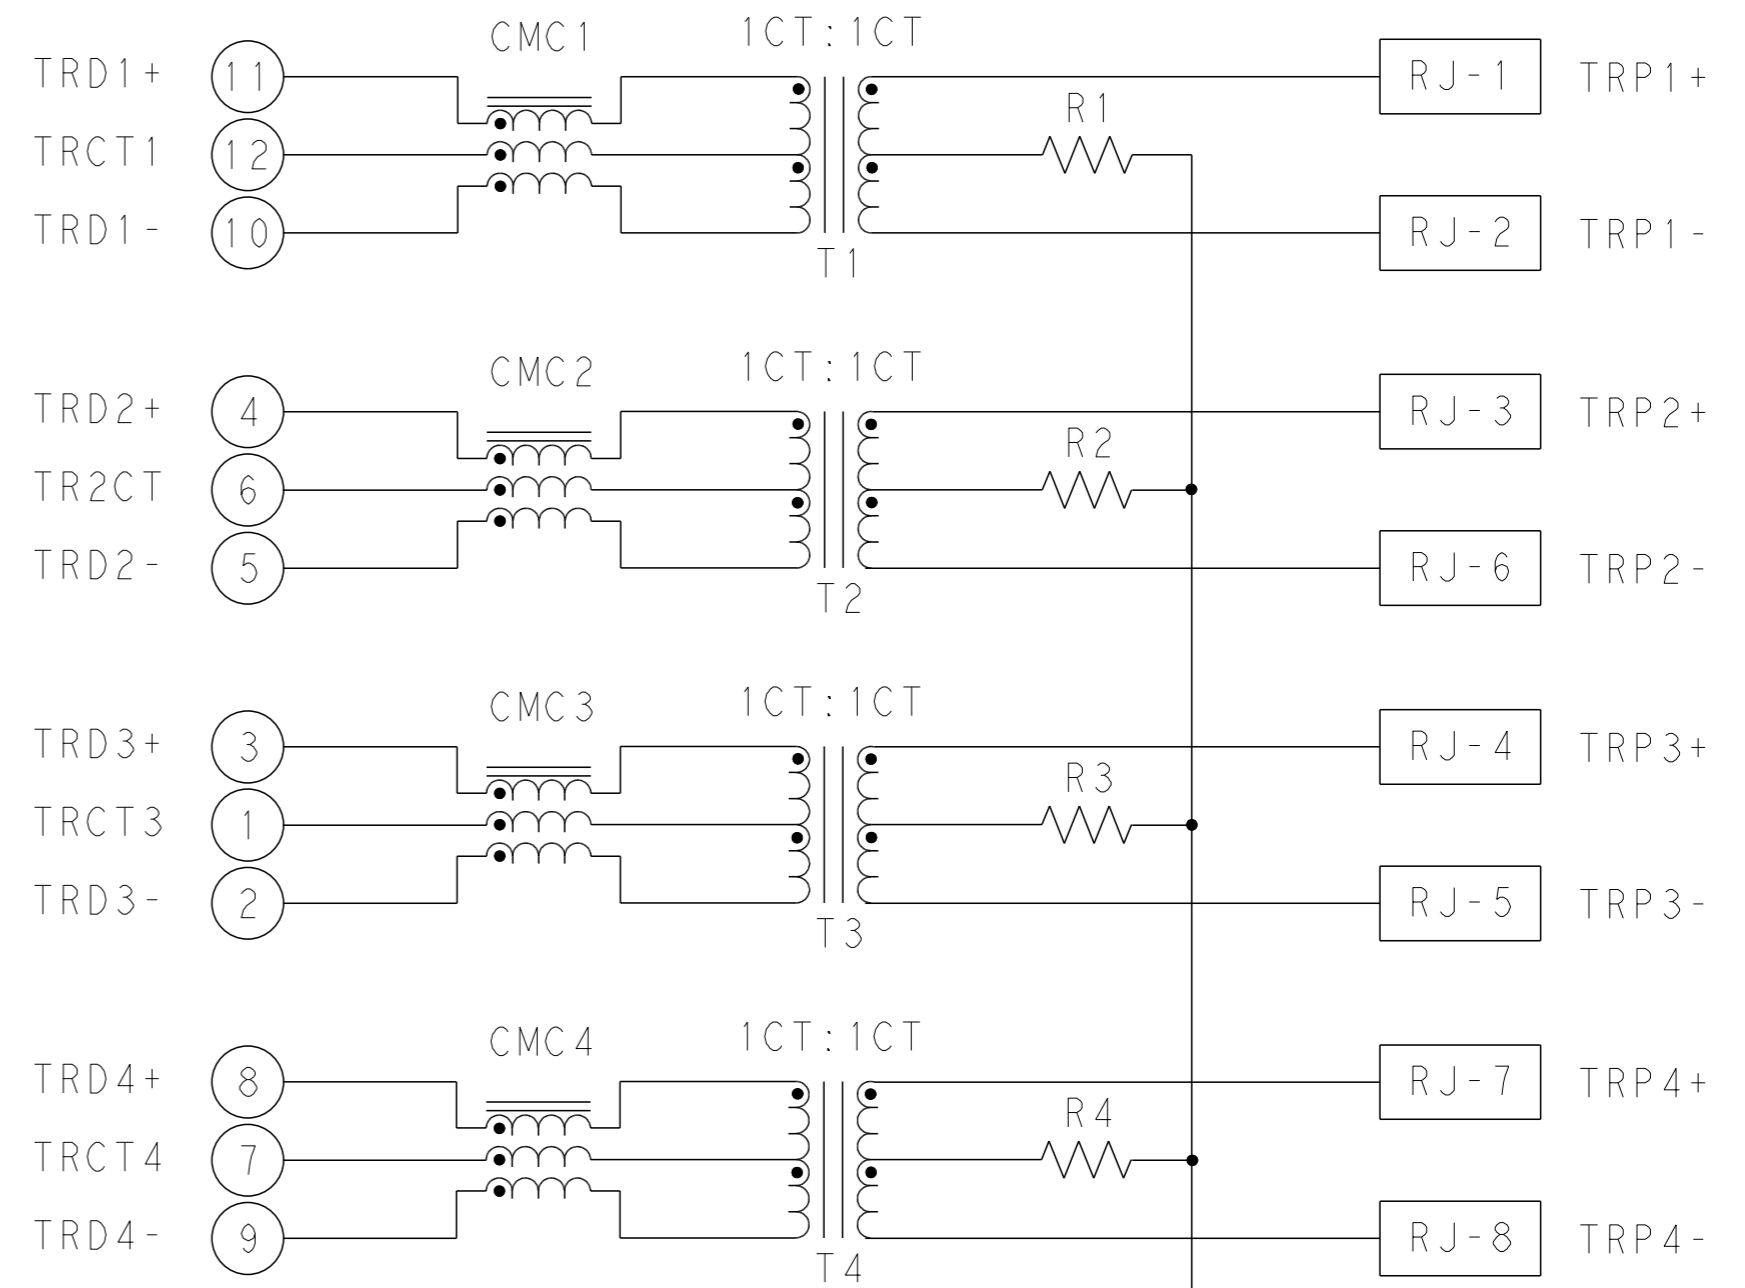 CMC1 1CT:1CT
TRD1+ 11 RJ-1 TRP1+
R1
TRCT1 12
TRD1- 10 RJ-2 TRP1-
T1
CMC2 1CT:1CT
TRD2+ 4 RJ-3 TRP2+
R2
TR2CT 6
TRD2- 5 RJ-6 TRP2-
T2
CMC3 1CT:1CT
TRD3+ 3 RJ-4 TRP3+
R3
TRCT3 1
TRD3- 2 RJ-5 TRP3-
T3
CMC4 1CT:1CT
TRD4+ 8 RJ-7 TRP4+
R4
TRCT4 7
TRD4- 9 RJ-8 TRP4-
T4